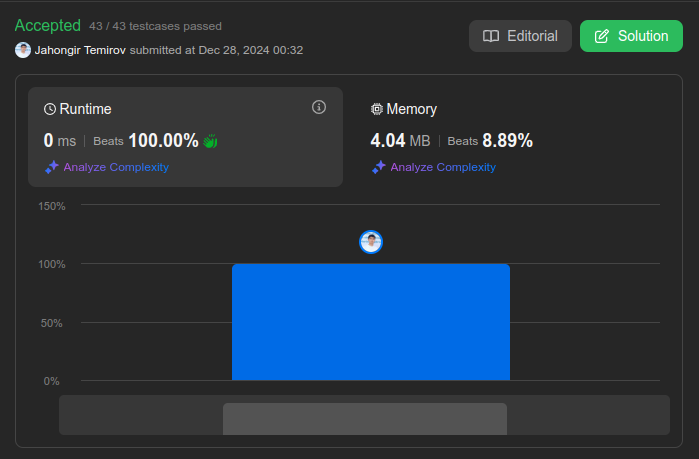 Accepted 43 / 43 testcases passed
Jahongir Temirov submitted at Dec 28, 2024 00:32
Editorial
Solution
Runtime
0 ms | Beats 100.00%
Analyze Complexity
Memory
4.04 MB | Beats 8.89%
Analyze Complexity
150%
100%
50%
0%